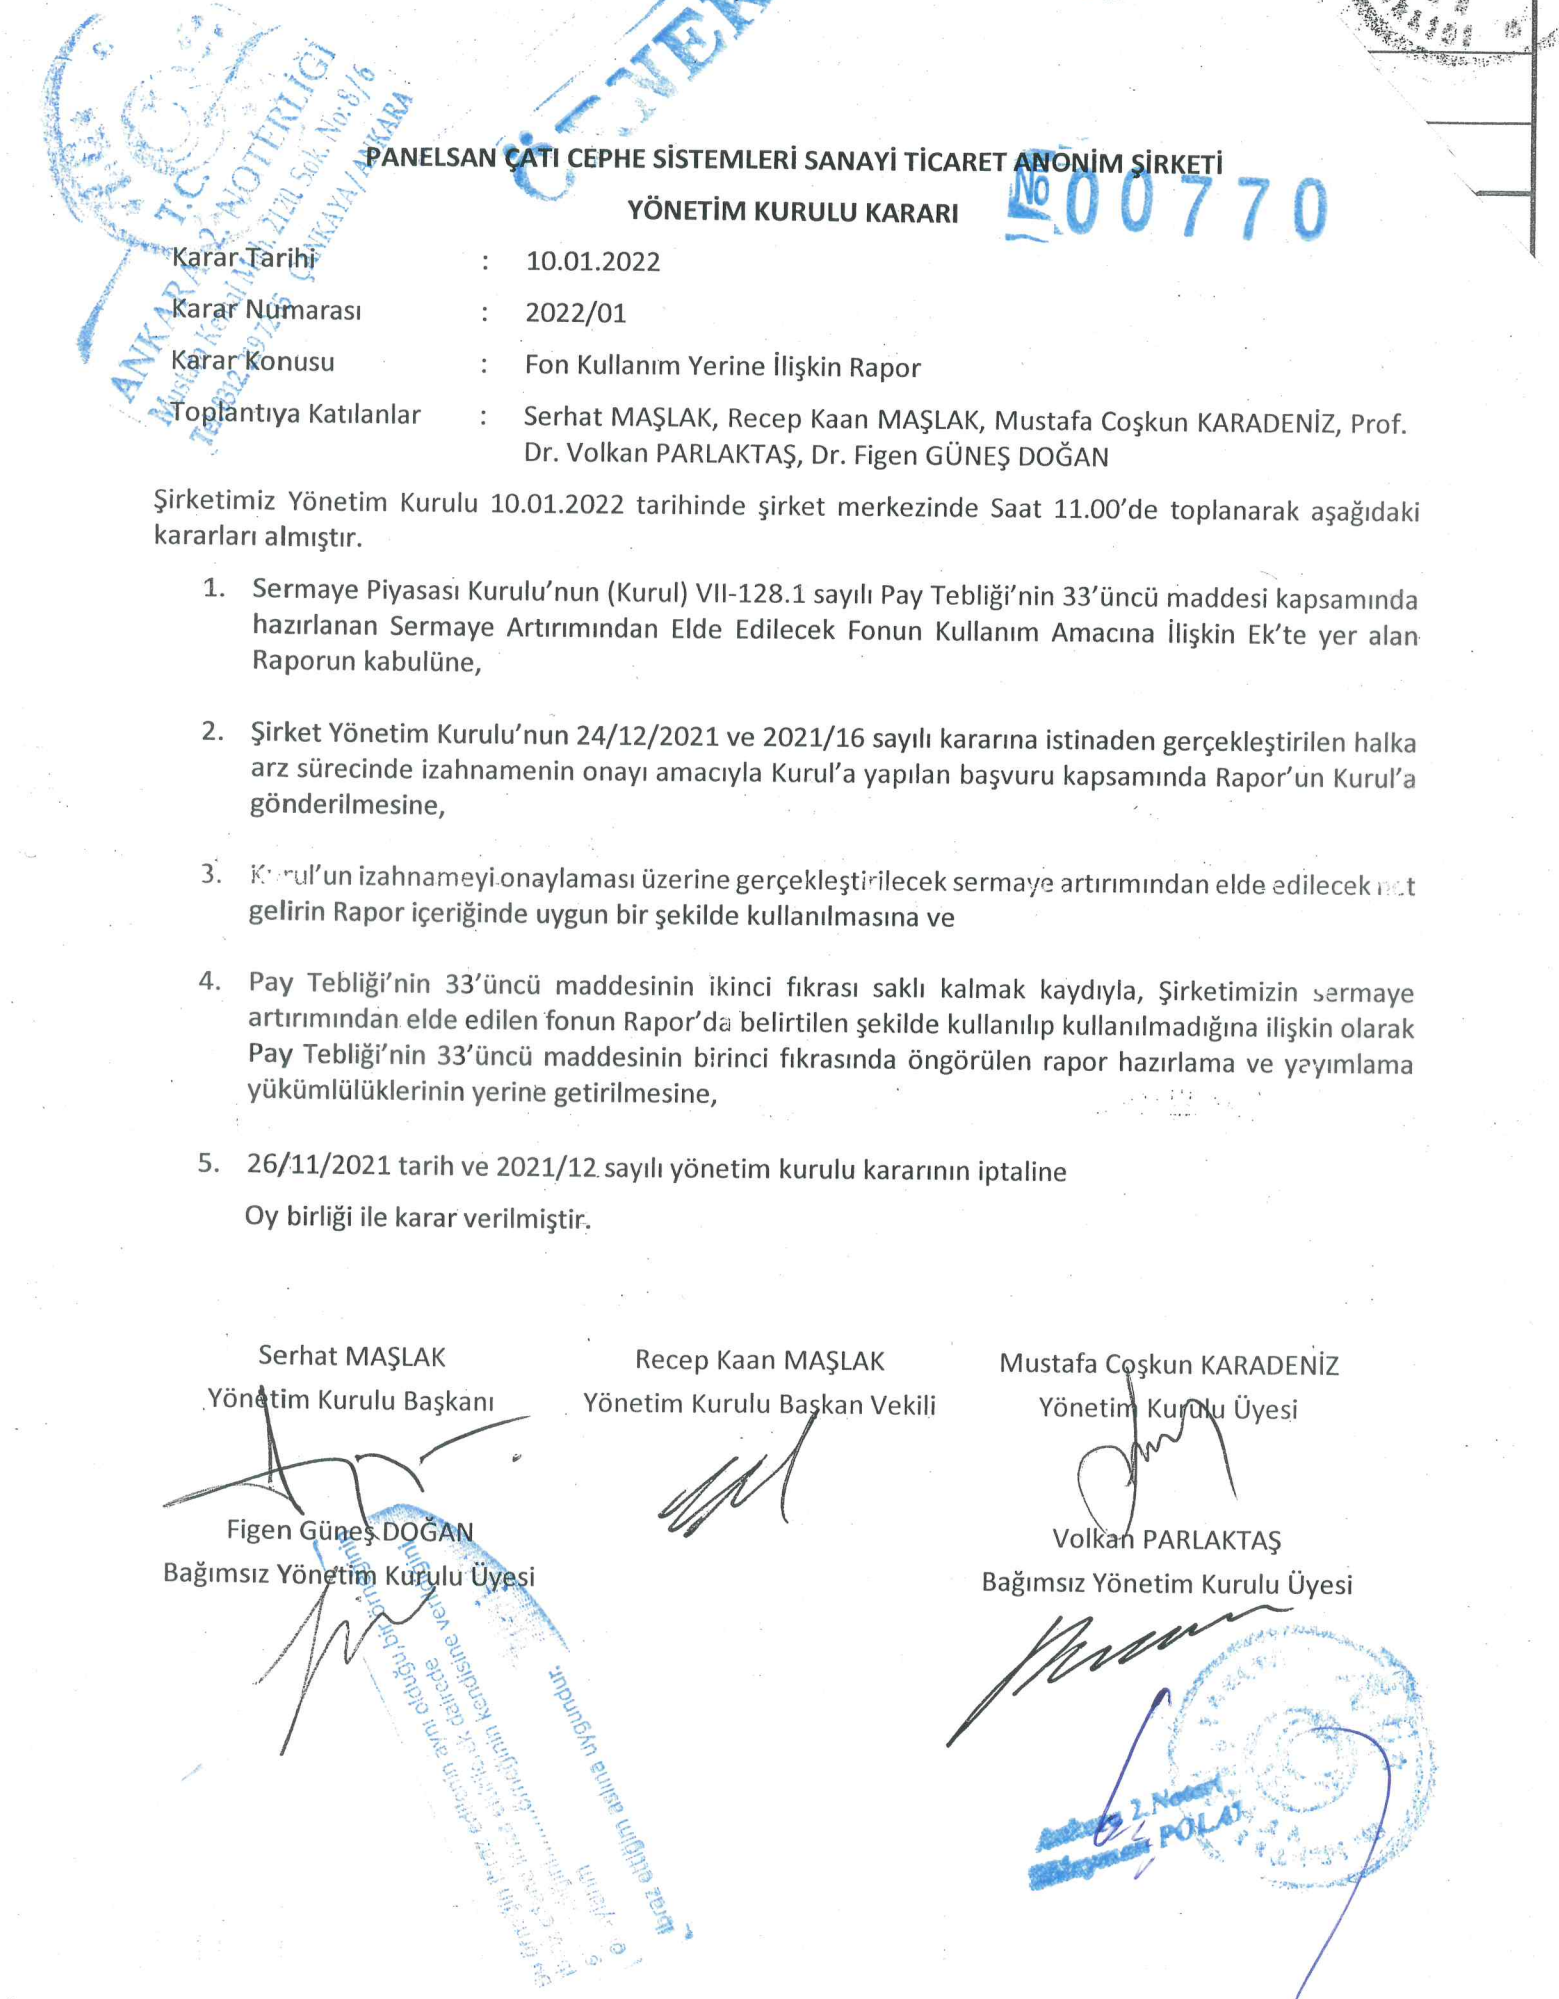 T.C.
ANKARA 2. NOTERLİĞİ
PANELSAN ÇATI CEPHE SİSTEMLERİ SANAYİ TİCARET ANONİM ŞİRKETİ
YÖNETİM KURULU KARARI
No 00770
Karar Tarihi : 10.01.2022
Karar Numarası : 2022/01
Karar Konusu : Fon Kullanım Yerine İlişkin Rapor
Toplantıya Katılanlar : Serhat MAŞLAK, Recep Kaan MAŞLAK, Mustafa Coşkun KARADENİZ, Prof.
Dr. Volkan PARLAKTAŞ, Dr. Figen GÜNEŞ DOĞAN
Şirketimiz Yönetim Kurulu 10.01.2022 tarihinde şirket merkezinde Saat 11.00’de toplanarak aşağıdaki
kararları almıştır.
1. Sermaye Piyasası Kurulu’nun (Kurul) VII-128.1 sayılı Pay Tebliği’nin 33’üncü maddesi kapsamında
hazırlanan Sermaye Artırımından Elde Edilecek Fonun Kullanım Amacına İlişkin Ek’te yer alan
Raporun kabulüne,
2. Şirket Yönetim Kurulu’nun 24/12/2021 ve 2021/16 sayılı kararına istinaden gerçekleştirilen halka
arz sürecinde izahnamenin onayı amacıyla Kurul’a yapılan başvuru kapsamında Rapor’un Kurul’a
gönderilmesine,
3. Kurul’un izahnameyi onaylaması üzerine gerçekleştirilecek sermaye artırımından elde edilecek net
gelirin Rapor içeriğinde uygun bir şekilde kullanılmasına ve
4. Pay Tebliği’nin 33’üncü maddesinin ikinci fıkrası saklı kalmak kaydıyla, Şirketimizin sermaye
artırımından elde edilen fonun Rapor’da belirtilen şekilde kullanılıp kullanılmadığına ilişkin olarak
Pay Tebliği’nin 33’üncü maddesinin birinci fıkrasında öngörülen rapor hazırlama ve yayımlama
yükümlülüklerinin yerine getirilmesine,
5. 26/11/2021 tarih ve 2021/12 sayılı yönetim kurulu kararının iptaline
Oy birliği ile karar verilmiştir.
Serhat MAŞLAK
Yönetim Kurulu Başkanı
Recep Kaan MAŞLAK
Yönetim Kurulu Başkan Vekili
Mustafa Coşkun KARADENİZ
Yönetim Kurulu Üyesi
Figen Güneş DOĞAN
Bağımsız Yönetim Kurulu Üyesi
Volkan PARLAKTAŞ
Bağımsız Yönetim Kurulu Üyesi
İbraz ettiğim aslına uygundur.
Ankara 2. Noteri
POLAT